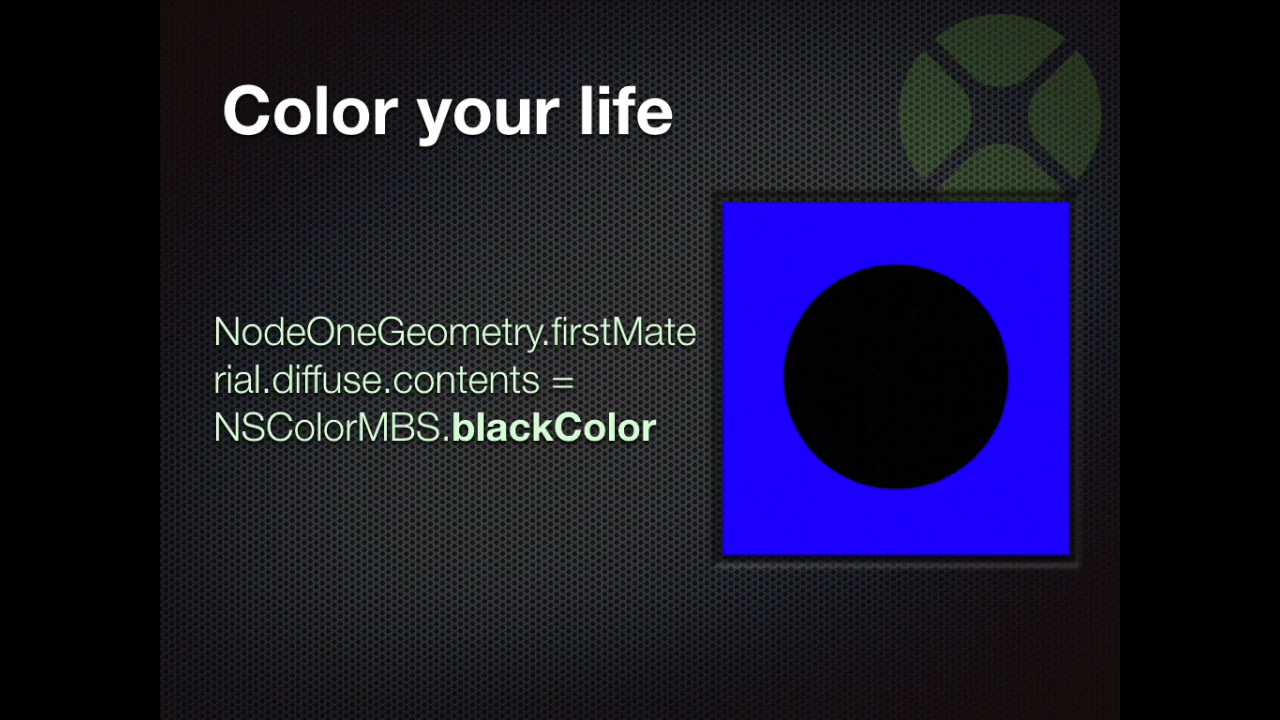 Color your life
NodeOneGeometry.firstMate
rial.diffuse.contents =
NSColorMBS.blackColor